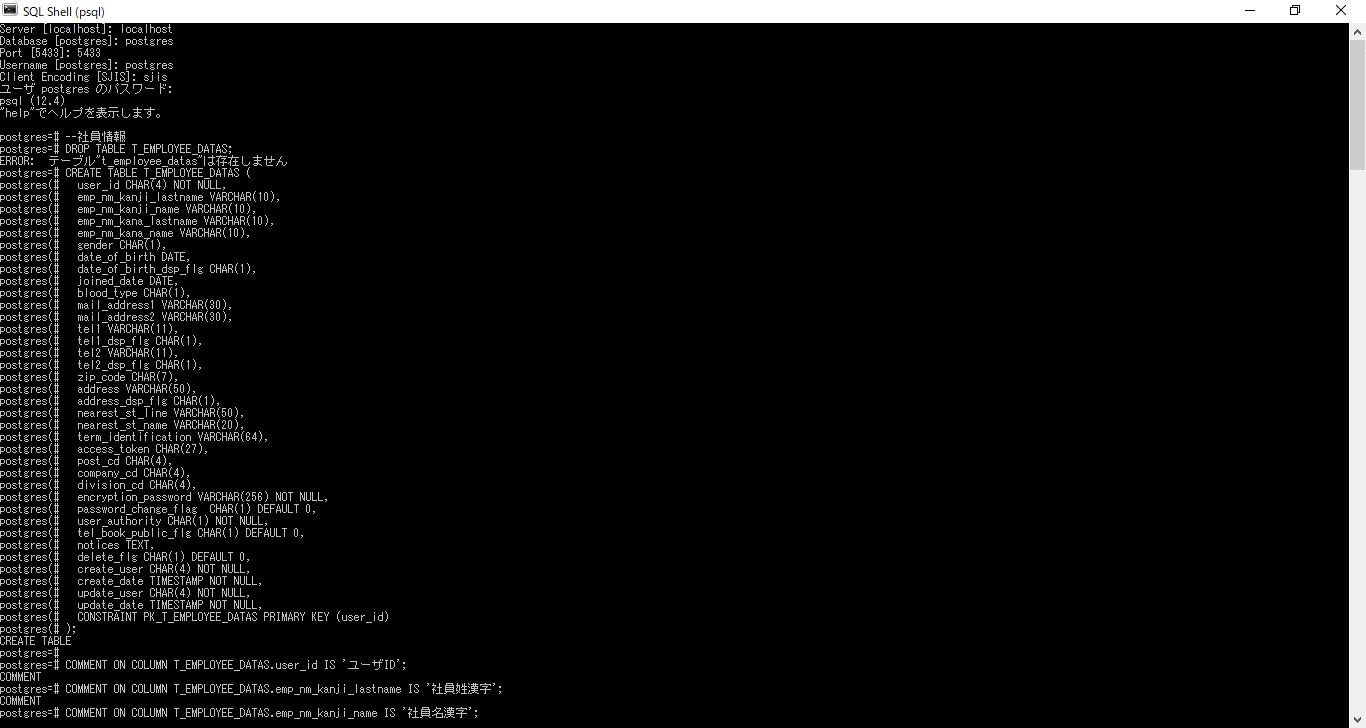 SQL Shell (psql)
Server [localhost]: localhost
Database [postgres]: postgres
Port [5433]: 5433
Username [postgres]: postgres
Client Encoding [SJIS]: sjis
ユーザ postgres のパスワード:
psql (12.4)
"help"でヘルプを表示します。
postgres=# --社員情報
postgres=# DROP TABLE T_EMPLOYEE_DATAS;
ERROR:  テーブル"t_employee_datas"は存在しません
postgres=# CREATE TABLE T_EMPLOYEE_DATAS (
postgres(#   user_id CHAR(4) NOT NULL,
postgres(#   emp_nm_kanji_lastname VARCHAR(10),
postgres(#   emp_nm_kanji_name VARCHAR(10),
postgres(#   emp_nm_kana_lastname VARCHAR(10),
postgres(#   emp_nm_kana_name VARCHAR(10),
postgres(#   gender CHAR(1),
postgres(#   date_of_birth DATE,
postgres(#   date_of_birth_dsp_flg CHAR(1),
postgres(#   joined_date DATE,
postgres(#   blood_type CHAR(1),
postgres(#   mail_address1 VARCHAR(30),
postgres(#   mail_address2 VARCHAR(30),
postgres(#   tel1 VARCHAR(11),
postgres(#   tel1_dsp_flg CHAR(1),
postgres(#   tel2 VARCHAR(11),
postgres(#   tel2_dsp_flg CHAR(1),
postgres(#   zip_code CHAR(7),
postgres(#   address VARCHAR(50),
postgres(#   address_dsp_flg CHAR(1),
postgres(#   nearest_st_line VARCHAR(50),
postgres(#   nearest_st_name VARCHAR(20),
postgres(#   term_identification VARCHAR(64),
postgres(#   access_token CHAR(27),
postgres(#   post_cd CHAR(4),
postgres(#   company_cd CHAR(4),
postgres(#   division_cd CHAR(4),
postgres(#   encryption_password VARCHAR(256) NOT NULL,
postgres(#   password_change_flag  CHAR(1) DEFAULT 0,
postgres(#   user_authority CHAR(1) NOT NULL,
postgres(#   tel_book_public_flg CHAR(1) DEFAULT 0,
postgres(#   notices TEXT,
postgres(#   delete_flg CHAR(1) DEFAULT 0,
postgres(#   create_user CHAR(4) NOT NULL,
postgres(#   create_date TIMESTAMP NOT NULL,
postgres(#   update_user CHAR(4) NOT NULL,
postgres(#   update_date TIMESTAMP NOT NULL,
postgres(#   CONSTRAINT PK_T_EMPLOYEE_DATAS PRIMARY KEY (user_id)
postgres(# );
CREATE TABLE
postgres=#
postgres=# COMMENT ON COLUMN T_EMPLOYEE_DATAS.user_id IS 'ユーザID';
COMMENT
postgres=# COMMENT ON COLUMN T_EMPLOYEE_DATAS.emp_nm_kanji_lastname IS '社員姓漢字';
COMMENT
postgres=# COMMENT ON COLUMN T_EMPLOYEE_DATAS.emp_nm_kanji_name IS '社員名漢字';